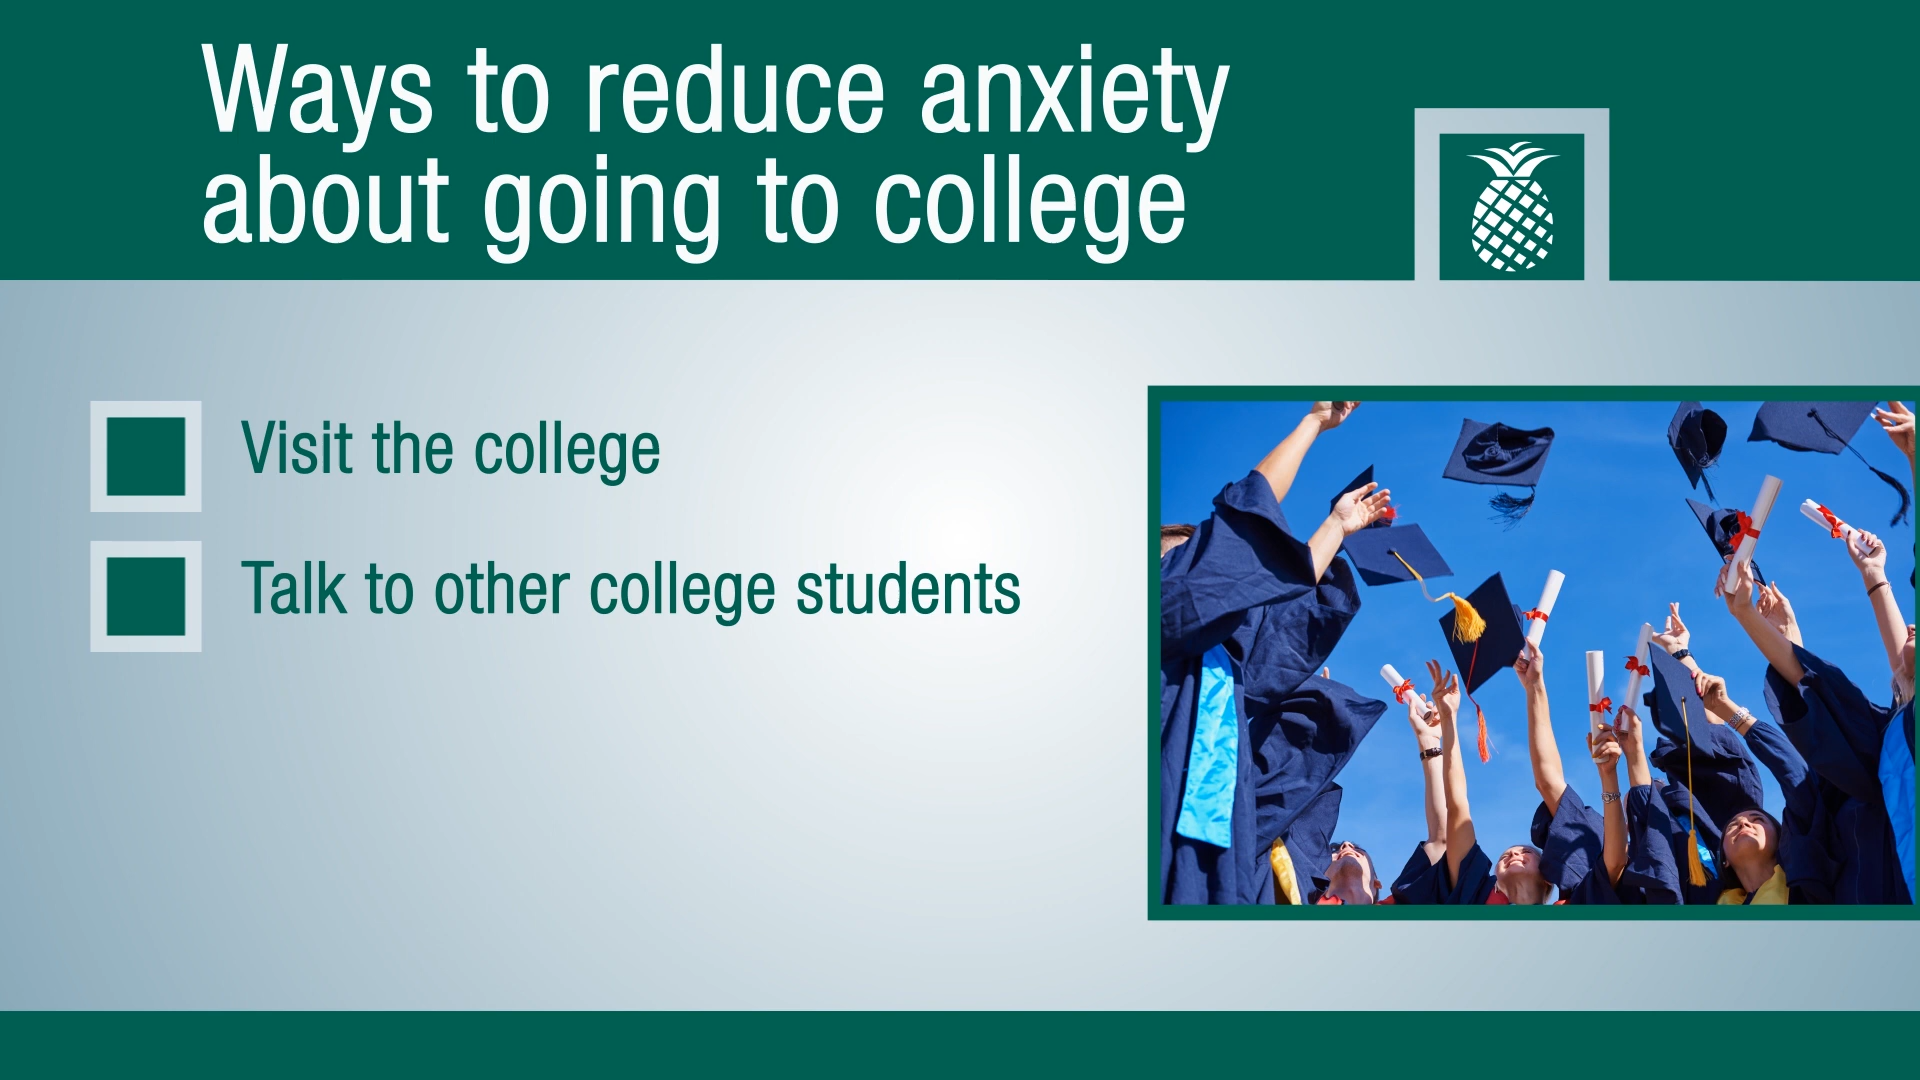 Ways to reduce anxiety
about going to college
Visit the college
Talk to other college students